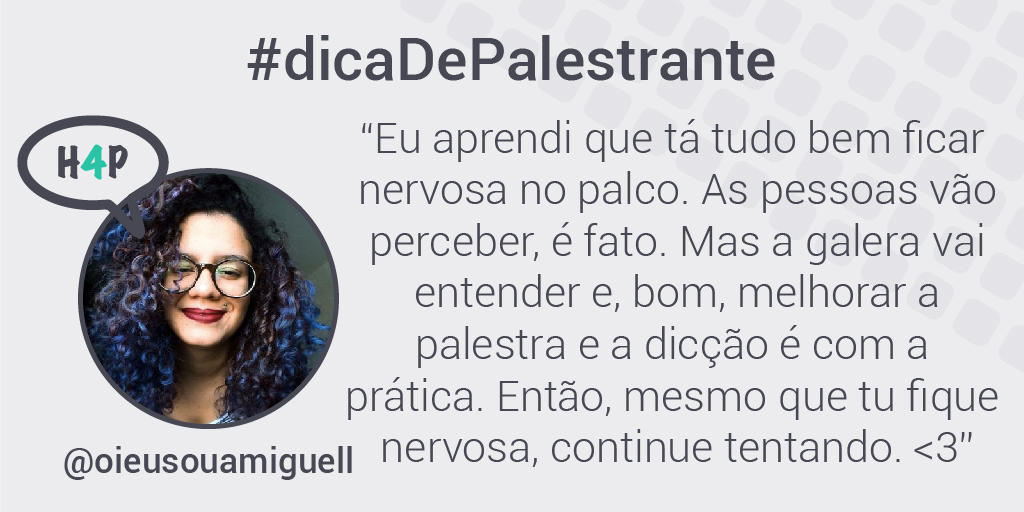 #dicaDePalestrante
H4P
“Eu aprendi que tá tudo bem ficar
nervosa no palco. As pessoas vão
perceber, é fato. Mas a galera vai
entender e, bom, melhorar a
palestra e a dicção é com a
prática. Então, mesmo que tu fique
nervosa, continue tentando. <3”
@oieusouamiguell